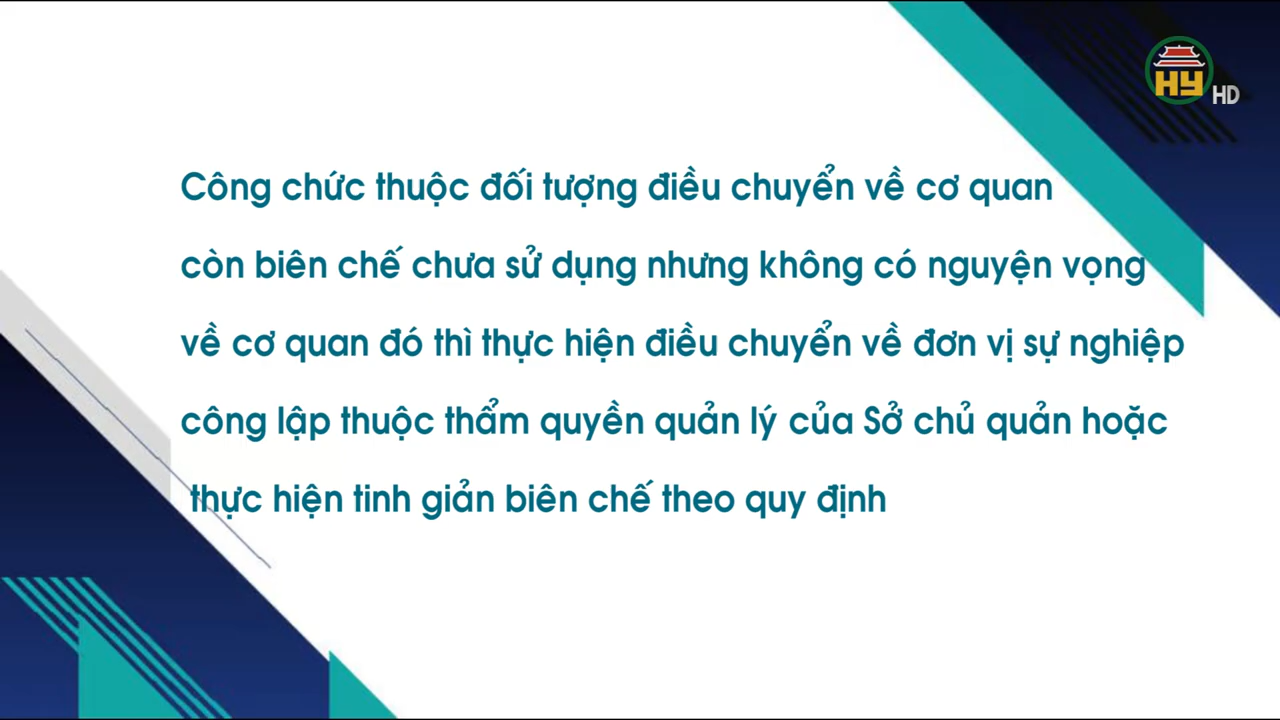 HY HD
Công chức thuộc đối tượng điều chuyển về cơ quan
còn biên chế chưa sử dụng nhưng không có nguyện vọng
về cơ quan đó thì thực hiện điều chuyển về đơn vị sự nghiệp
công lập thuộc thẩm quyền quản lý của Sở chủ quản hoặc
thực hiện tinh giản biên chế theo quy định